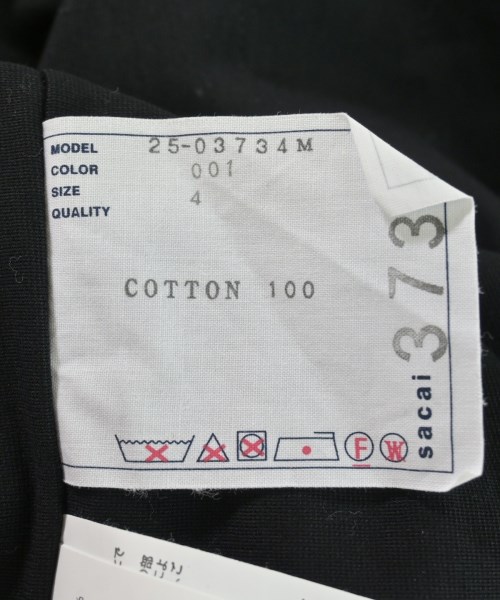 MODEL 25-03734M
COLOR 001
SIZE 4
QUALITY
COTTON 100
F W
sacai 373